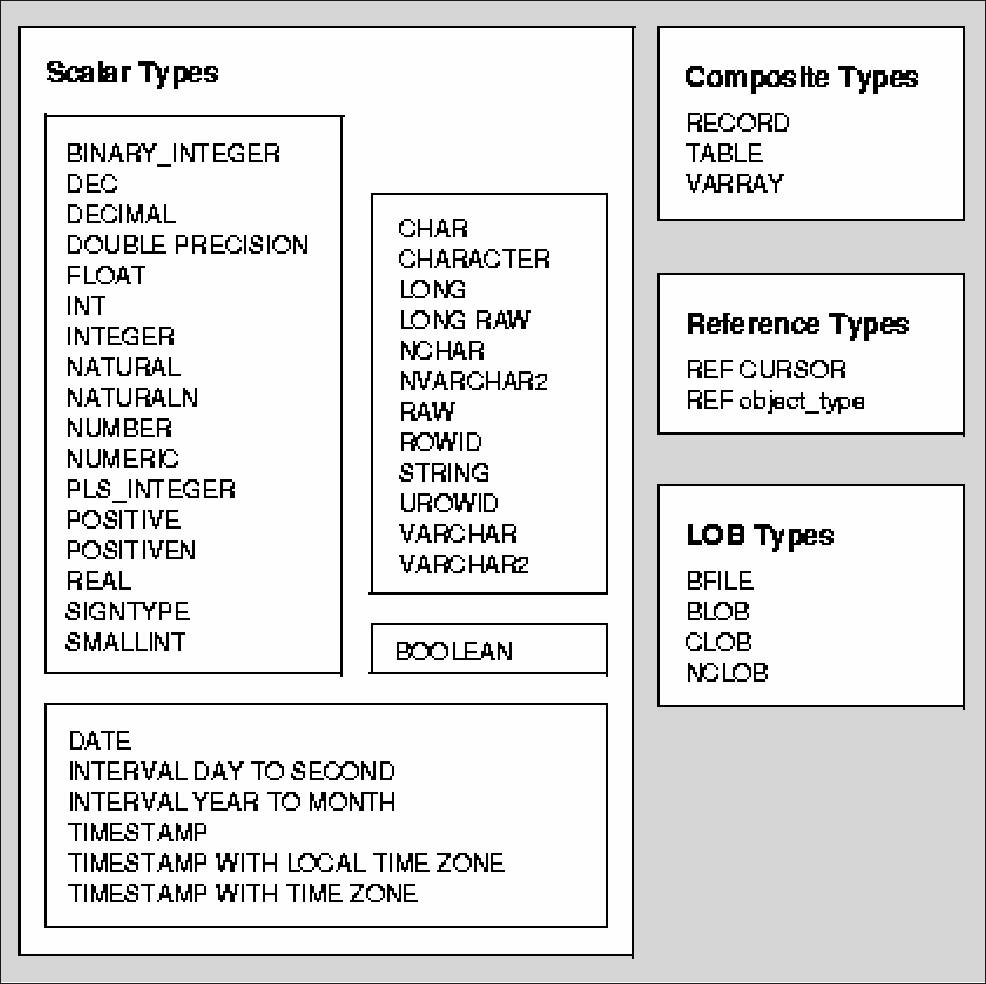 Scalar Types
BINARY_INTEGER
DEC
DECIMAL
DOUBLE PRECISION
FLOAT
INT
INTEGER
NATURAL
NATURALN
NUMBER
NUMERIC
PLS_INTEGER
POSITIVE
POSITIVEN
REAL
SIGNTYPE
SMALLINT
CHAR
CHARACTER
LONG
LONG RAW
NCHAR
NVARCHAR2
RAW
ROWID
STRING
UROWID
VARCHAR
VARCHAR2
BOOLEAN
DATE
INTERVAL DAY TO SECOND
INTERVAL YEAR TO MONTH
TIMESTAMP
TIMESTAMP WITH LOCAL TIME ZONE
TIMESTAMP WITH TIME ZONE
Composite Types
RECORD
TABLE
VARRAY
Reference Types
REF CURSOR
REF object_type
LOB Types
BFILE
BLOB
CLOB
NCLOB